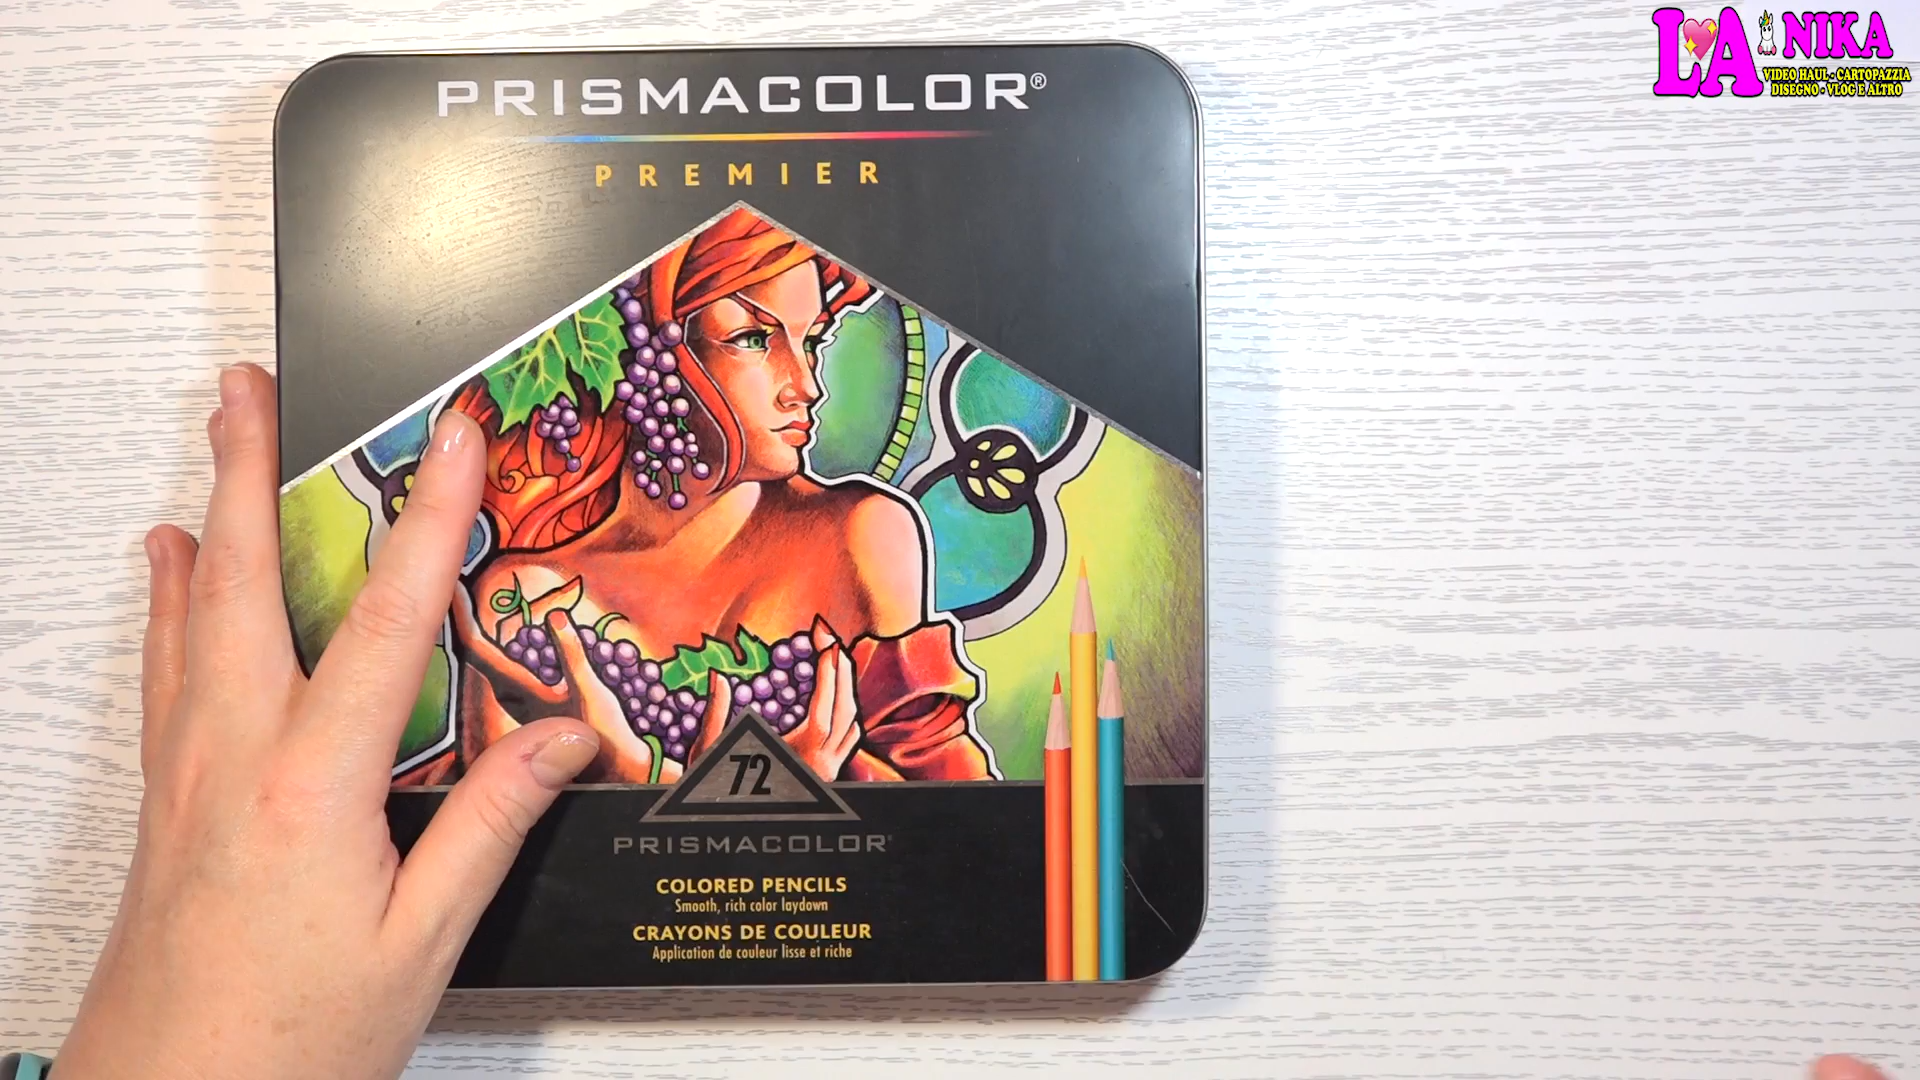 PRISMACOLOR®
PREMIER
72
PRISMACOLOR®
COLORED PENCILS
Smooth, rich color laydown
CRAYONS DE COULEUR
Application de couleur lisse et riche
LA NIKA
VIDEO HAUL - CARTOPAZZIA
DISEGNO - VLOG E ALTRO